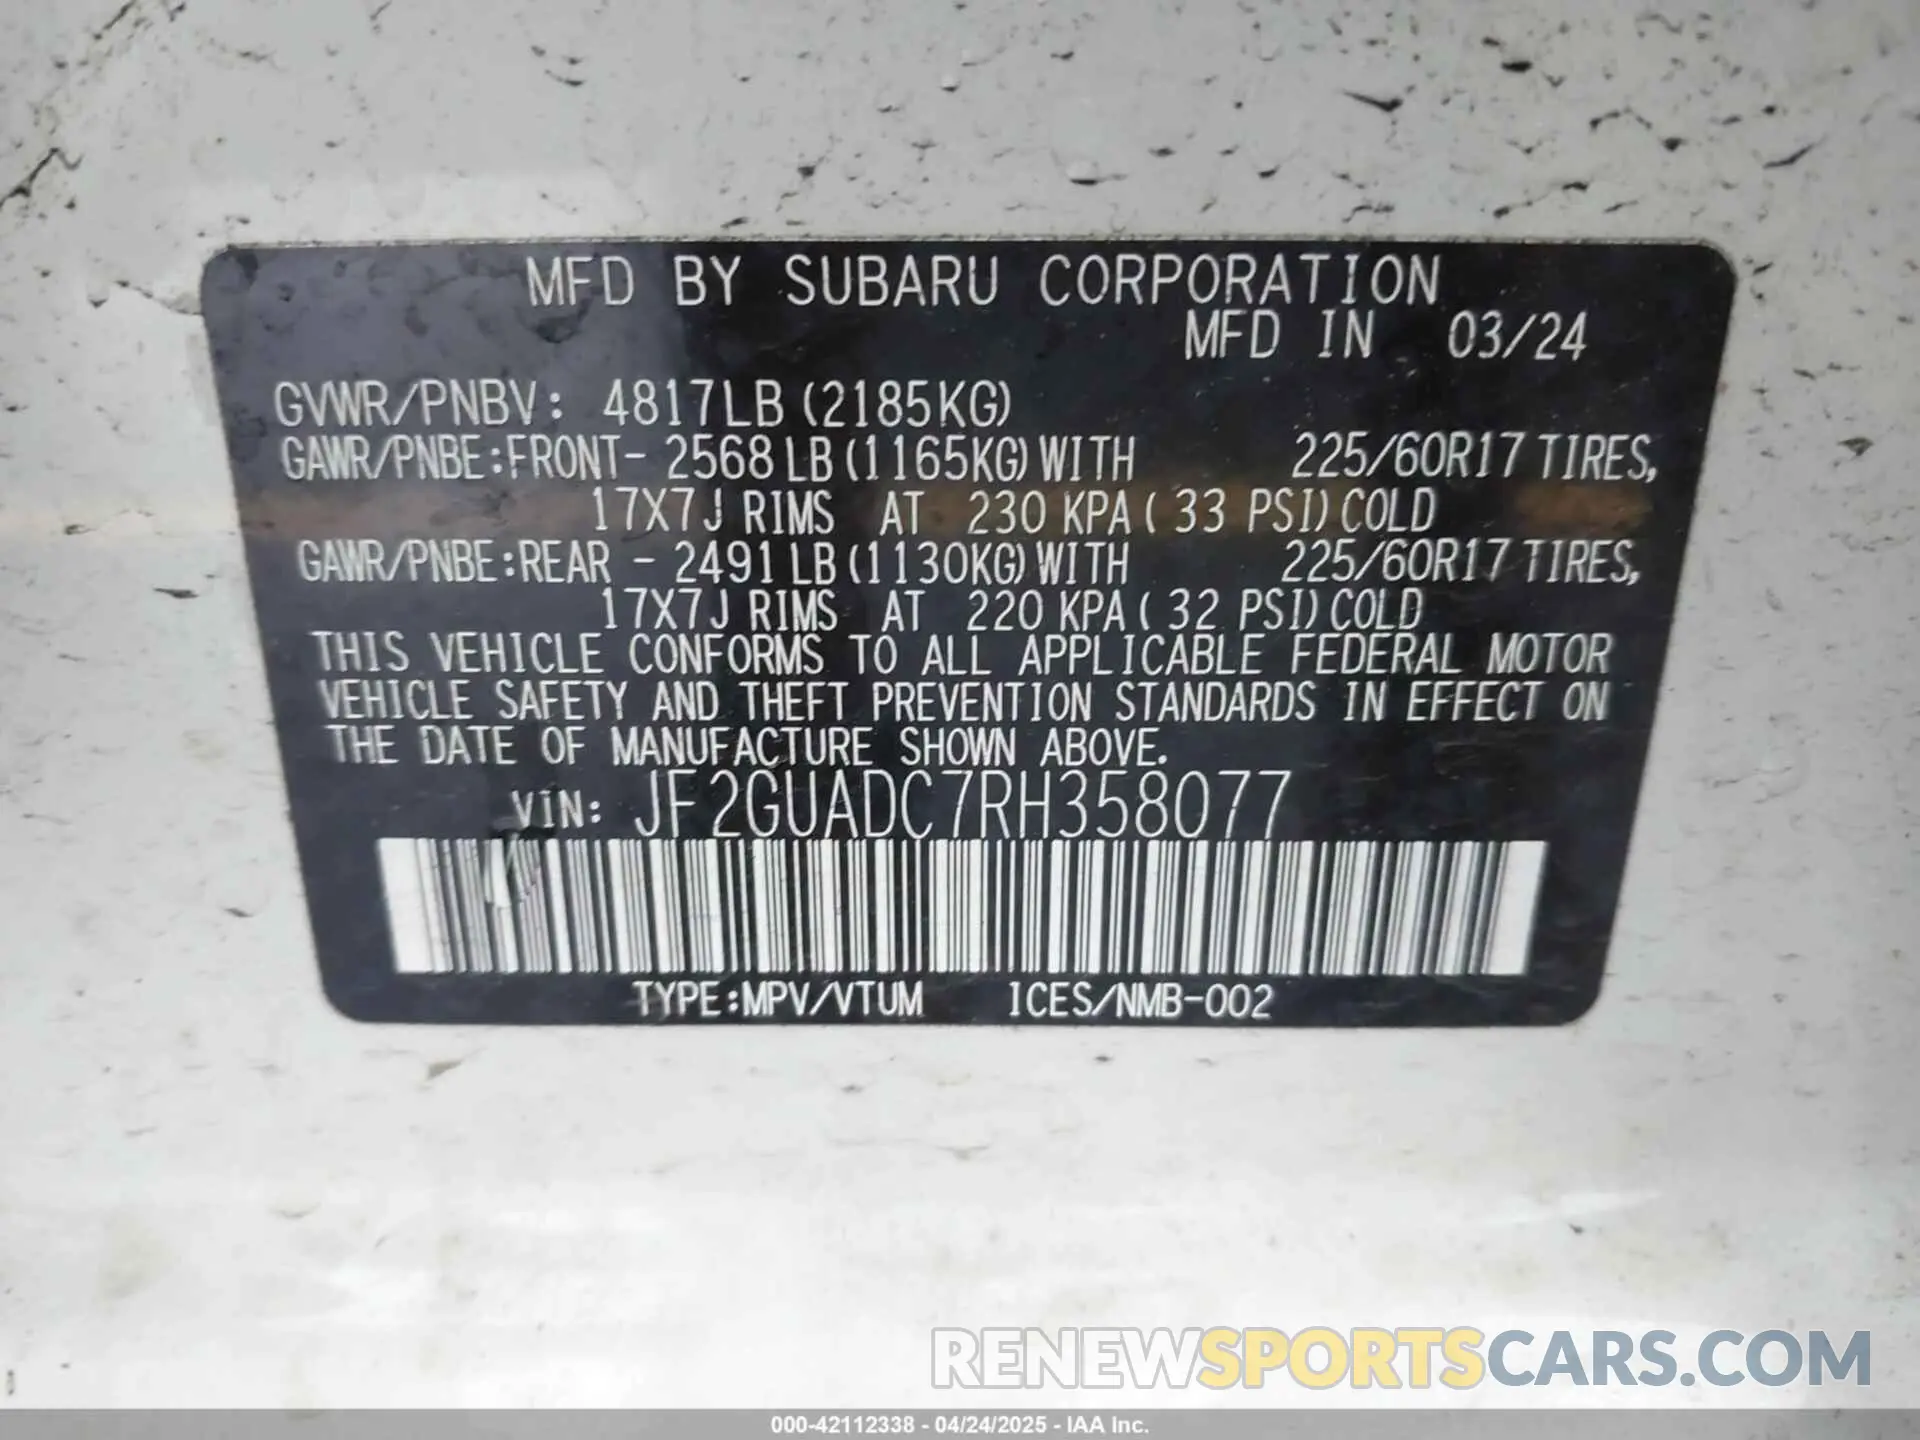 MFD BY SUBARU CORPORATION
MFD IN 03/24
GVWR/PNBV: 4817LB (2185KG)
GAWR/PNBE:FRONT- 2568LB (1165KG) WITH 225/60R17 TIRES,
17X7J RIMS AT 230 KPA ( 33 PSI) COLD
GAWR/PNBE:REAR - 2491LB (1130KG) WITH 225/60R17 TIRES,
17X7J RIMS AT 220 KPA ( 32 PSI) COLD
THIS VEHICLE CONFORMS TO ALL APPLICABLE FEDERAL MOTOR
VEHICLE SAFETY AND THEFT PREVENTION STANDARDS IN EFFECT ON
THE DATE OF MANUFACTURE SHOWN ABOVE.
VIN: JF2GUADC7RH358077
TYPE:MPV/VTUM ICES/NMB-002
RENEWSPORTSCARS.COM
000-42112338 - 04/24/2025 - IAA Inc.